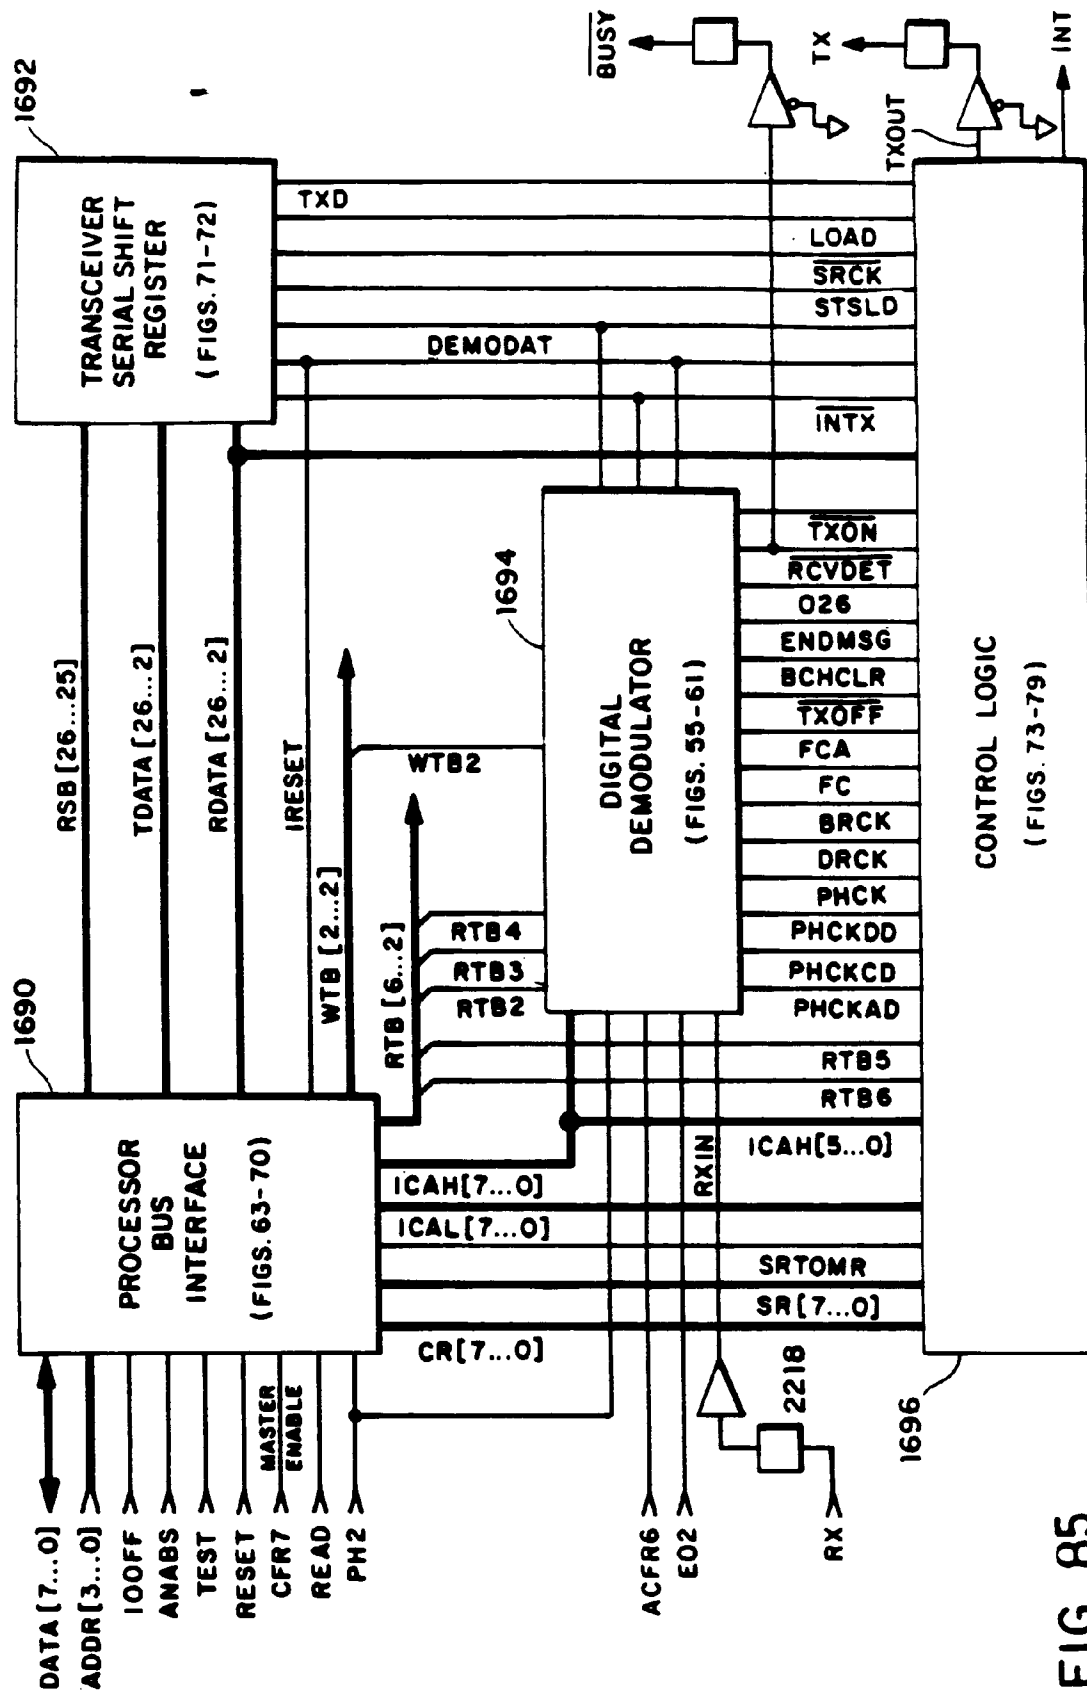 DATA [7...0]
ADDR [3...0]
IOOFF
ANABS
TEST
RESET
CFR7
MASTER
ENABLE
READ
PH2
ACFR6
EO2
RX
2218
1690
PROCESSOR
BUS
INTERFACE
(FIGS. 63-70)
RSB [26...25]
TDATA [26...2]
RDATA [26...2]
IRESET
WTB [2...2]
RTB [6...2]
WTB2
RTB4
RTB3
RTB2
ICAH [7...0]
ICAL [7...0]
CR [7...0]
RXIN
1692
TRANSCEIVER
SERIAL SHIFT
REGISTER
(FIGS. 71-72)
TXD
DEMODAT
LOAD
SRCK
STSLD
INTX
1694
DIGITAL
DEMODULATOR
(FIGS. 55-61)
TXON
RCVDET
O26
ENDMSG
BCHCLR
TXOFF
FCA
FC
BRCK
DRCK
PHCK
PHCKDD
PHCKCD
PHCKAD
RTB5
RTB6
ICAH [5...0]
SRTOMR
SR [7...0]
1696
CONTROL LOGIC
(FIGS. 73-79)
BUSY
TX
TXOUT
INT
FIG. 85